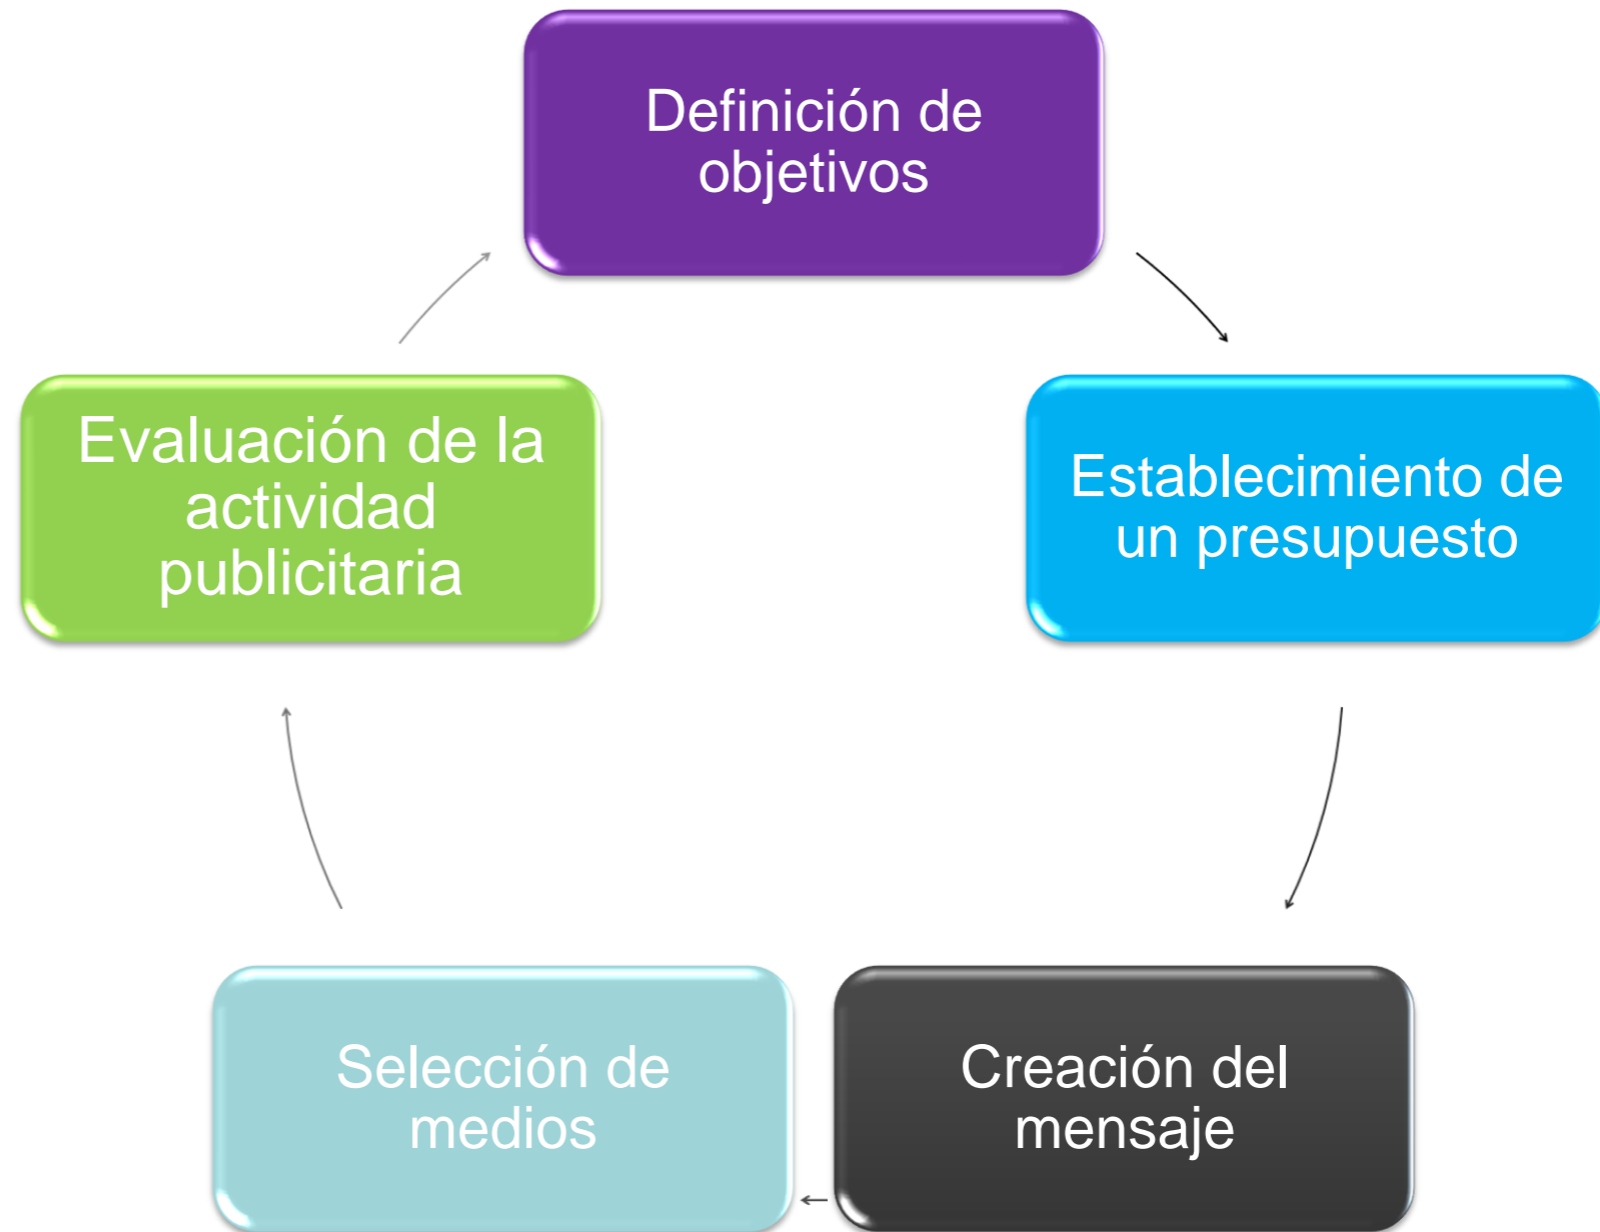 Definición de
objetivos
Establecimiento de
un presupuesto
Creación del
mensaje
Selección de
medios
Evaluación de la
actividad
publicitaria